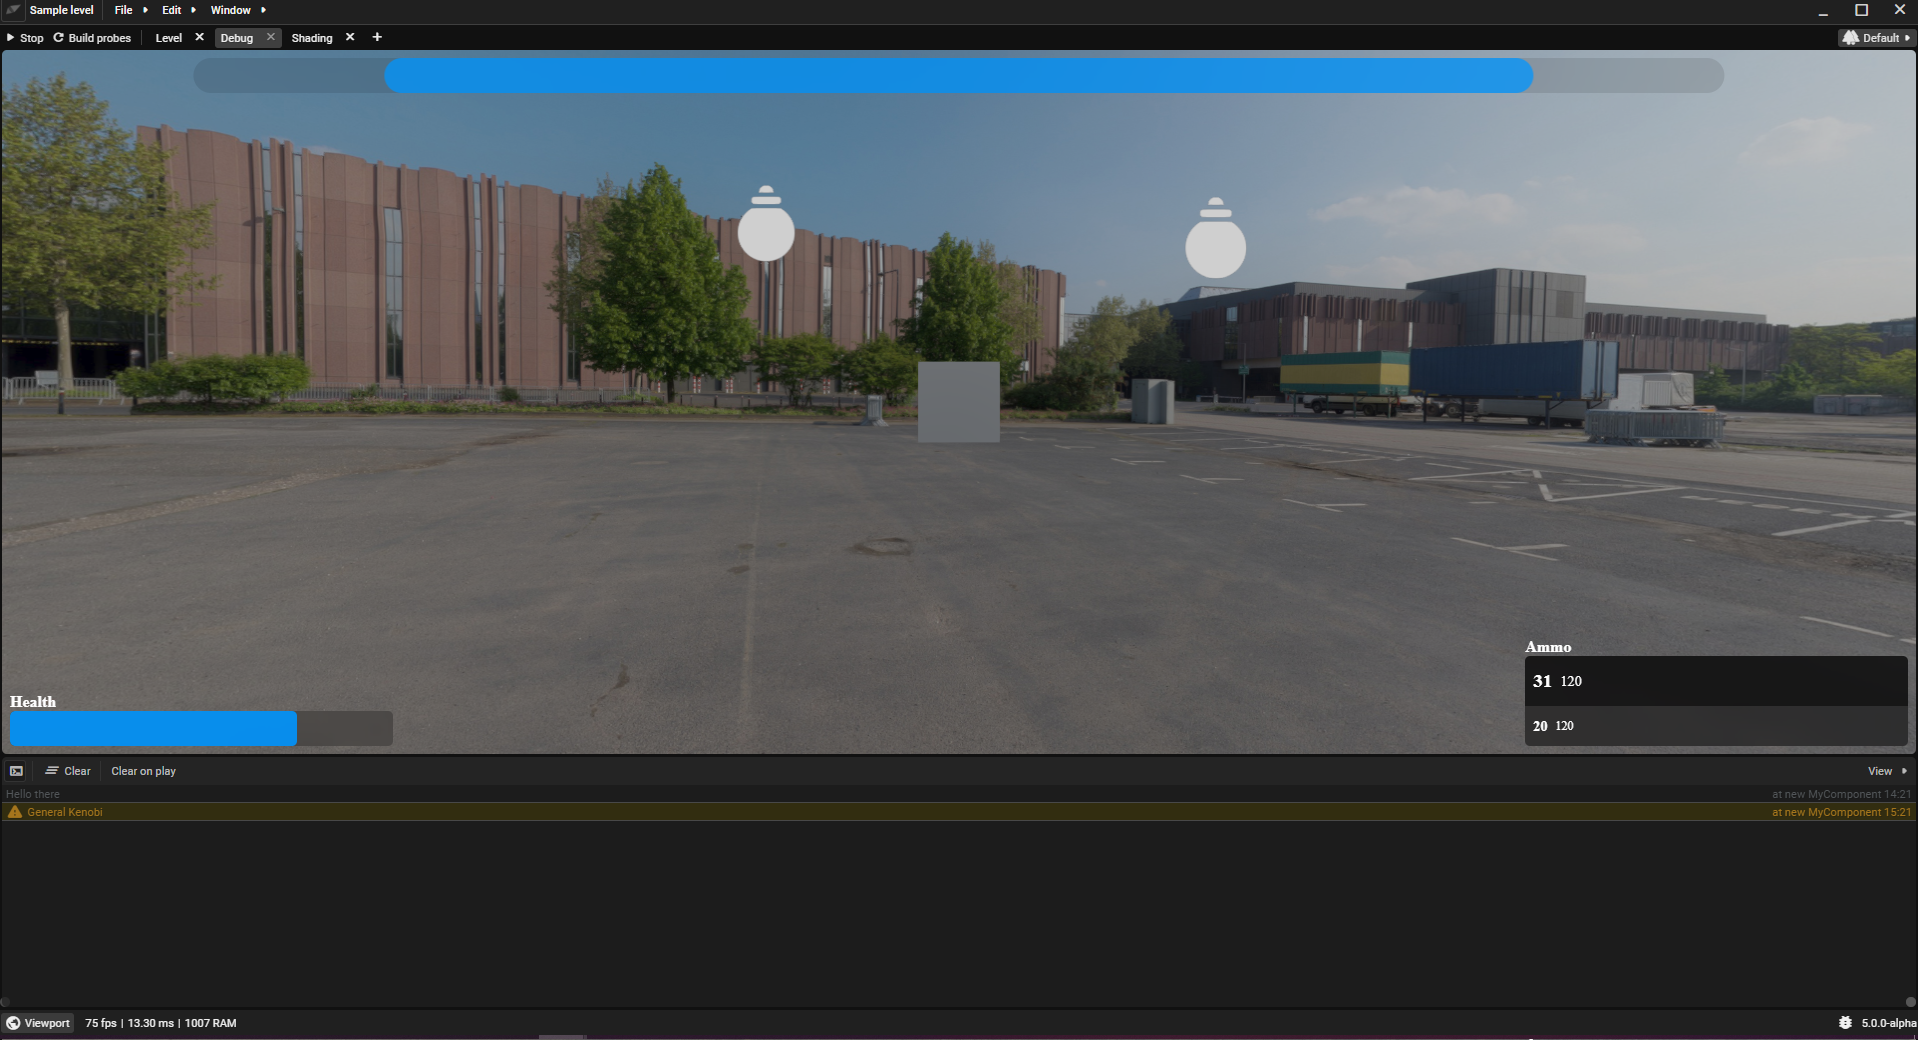 Sample level File Edit Window
Stop Build probes Level Debug Shading + Default
Ammo
31 120
20 120
Health
Clear Clear on play View
Hello there at new MyComponent 14:21
General Kenobi at new MyComponent 15:21
Viewport 75 fps | 13.30 ms | 1007 RAM 5.0.0-alpha